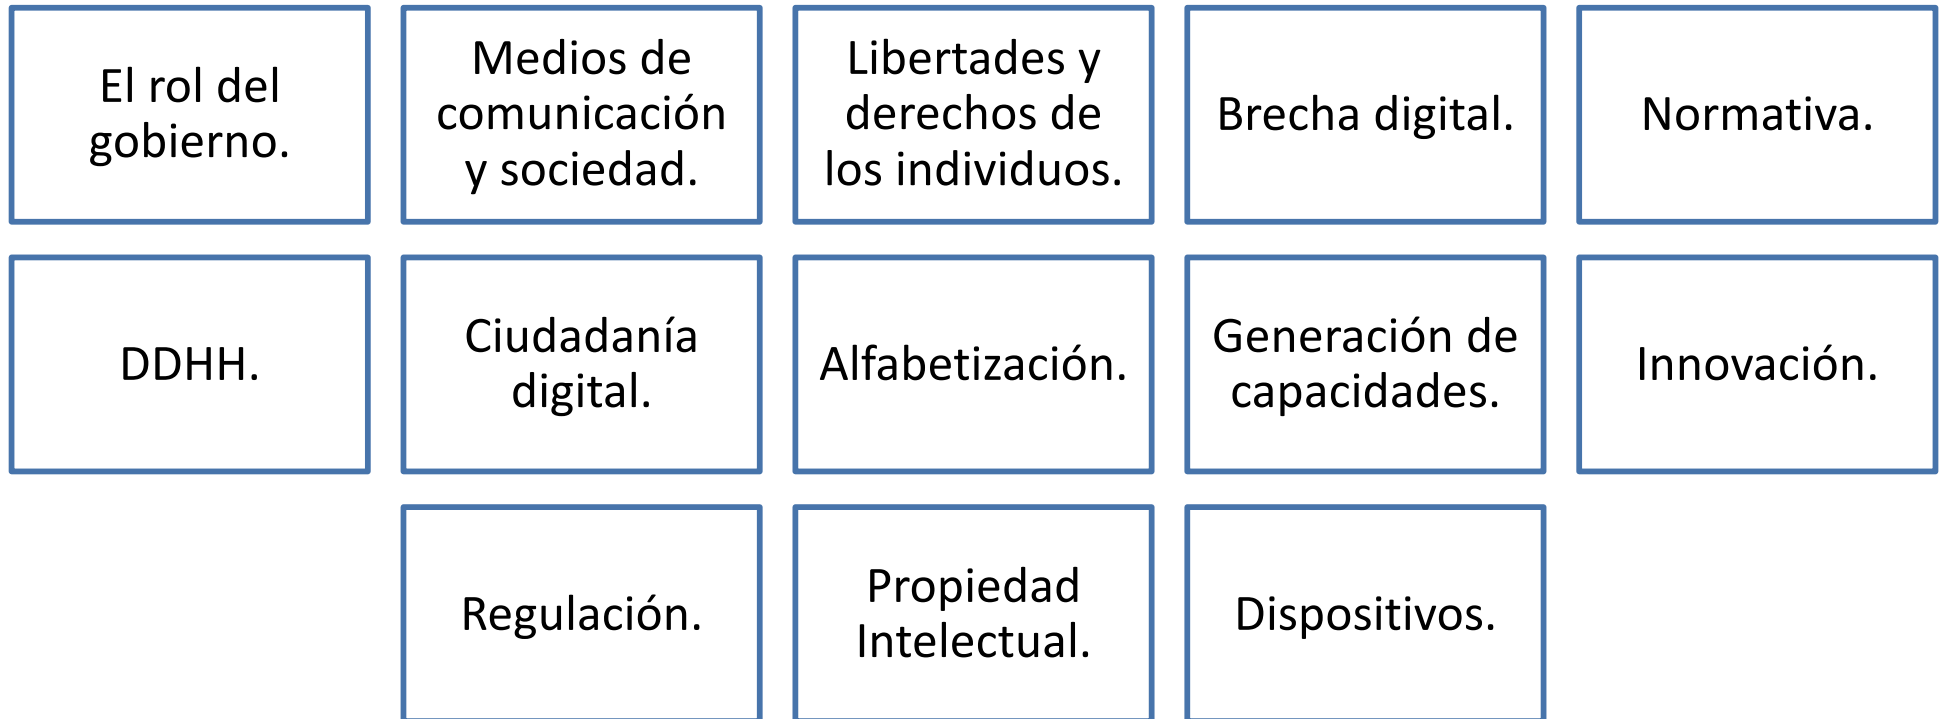 El rol del
gobierno.
Medios de
comunicación
y sociedad.
Libertades y
derechos de
los individuos.
Brecha digital.
Normativa.
DDHH.
Ciudadanía
digital.
Alfabetización.
Generación de
capacidades.
Innovación.
Regulación.
Propiedad
Intelectual.
Dispositivos.